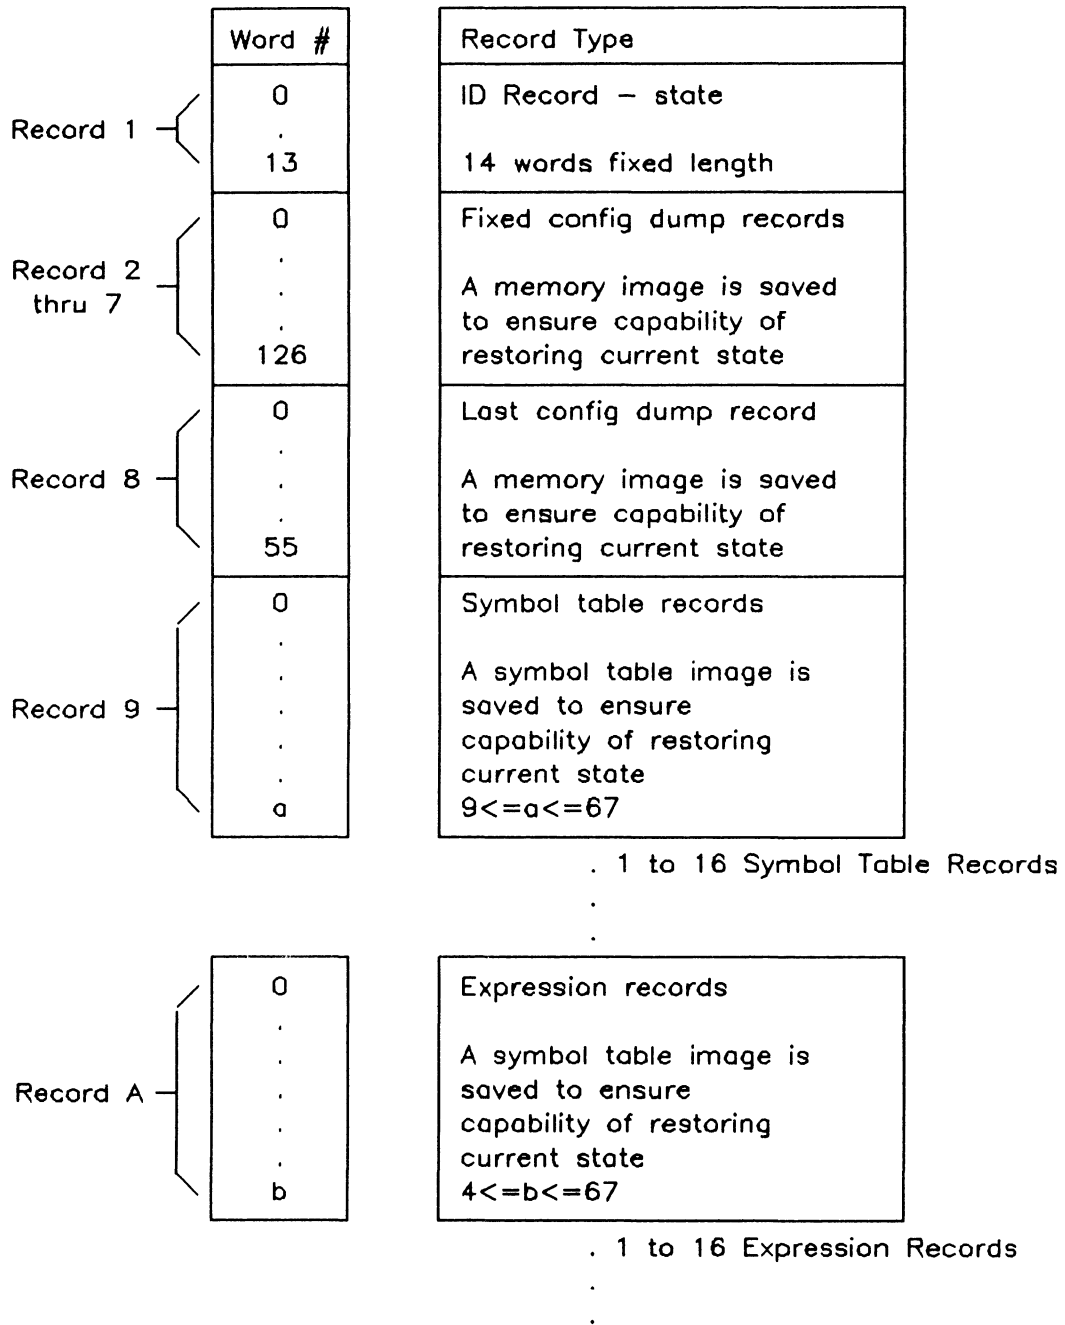 Word # Record Type
0 ID Record – state
Record 1 .
13 14 words fixed length
0 Fixed config dump records
.
Record 2 . A memory image is saved
thru 7 . to ensure capability of
126 restoring current state
0 Last config dump record
.
Record 8 . A memory image is saved
. to ensure capability of
55 restoring current state
0 Symbol table records
.
. A symbol table image is
Record 9 . saved to ensure
. capability of restoring
. current state
a 9<=a<=67
. 1 to 16 Symbol Table Records
.
.
0 Expression records
.
. A symbol table image is
Record A . saved to ensure
. capability of restoring
. current state
b 4<=b<=67
. 1 to 16 Expression Records
.
.